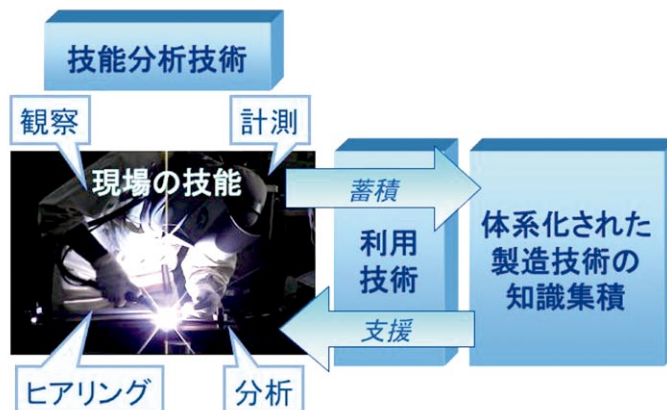 技能分析技術
観察
計測
現場の技能
蓄積
利用
技術
体系化された
製造技術の
知識集積
支援
ヒアリング
分析